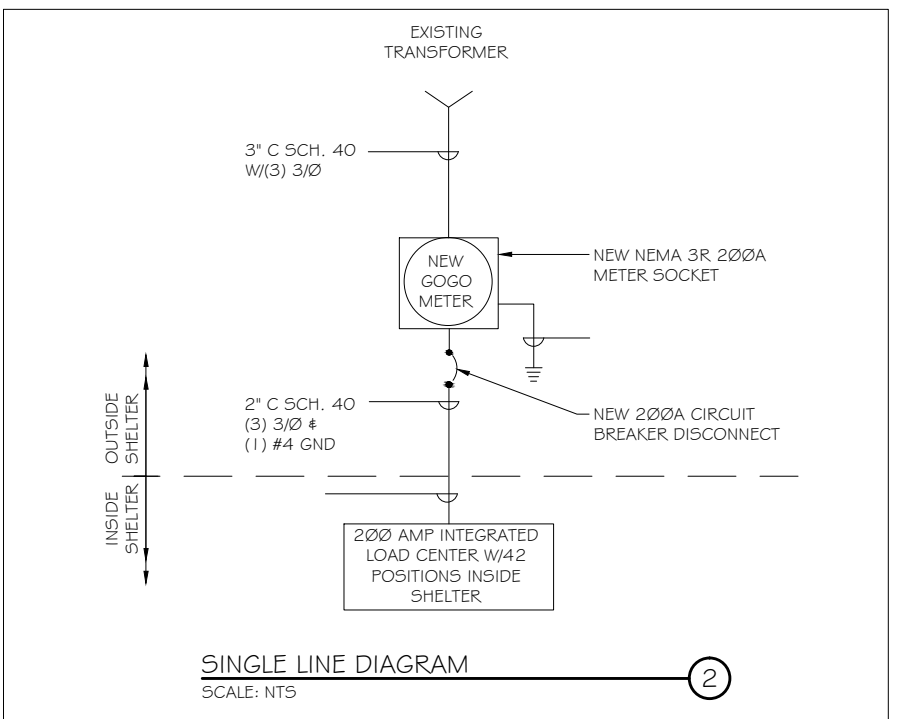 EXISTING
TRANSFORMER
3" C SCH. 40
W/(3) 3/Ø
NEW
GOGO
METER
NEW NEMA 3R 2ØØA
METER SOCKET
OUTSIDE
SHELTER
2" C SCH. 40
(3) 3/Ø &
(1) #4 GND
NEW 2ØØA CIRCUIT
BREAKER DISCONNECT
INSIDE
SHELTER
2ØØ AMP INTEGRATED
LOAD CENTER W/42
POSITIONS INSIDE
SHELTER
SINGLE LINE DIAGRAM
SCALE: NTS
2